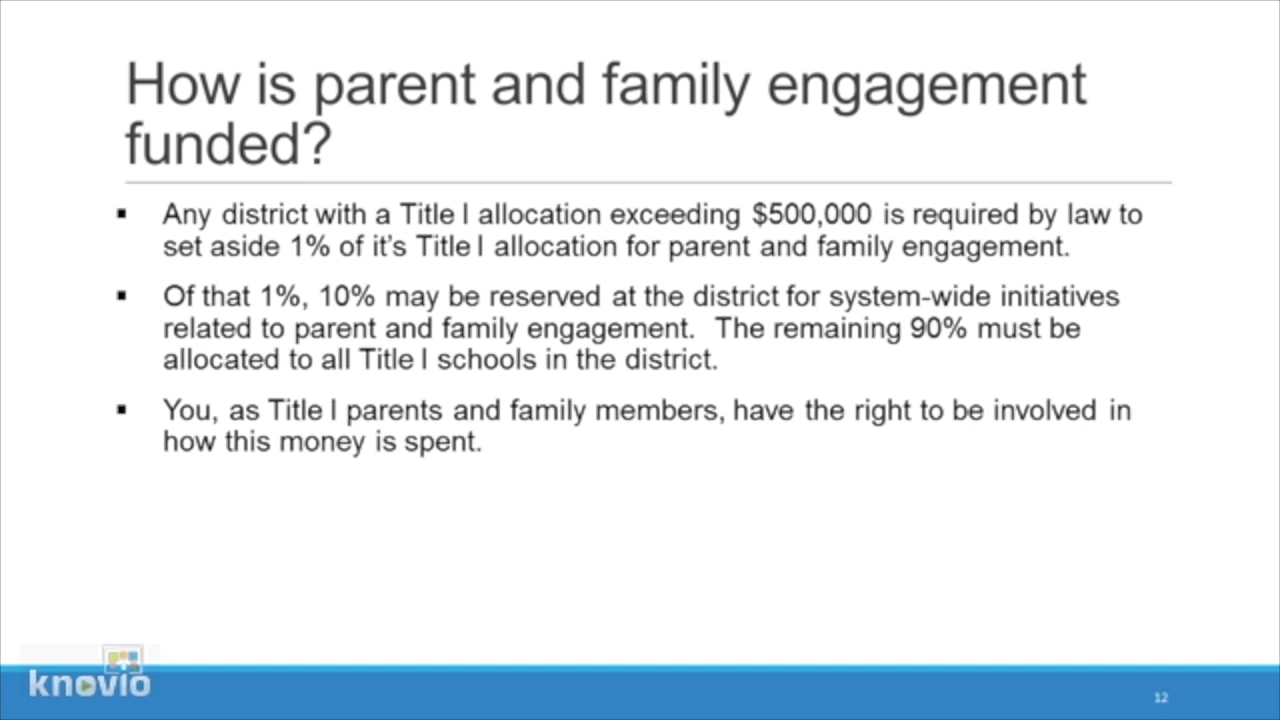 How is parent and family engagement
funded?
▪ Any district with a Title I allocation exceeding $500,000 is required by law to
set aside 1% of it's Title I allocation for parent and family engagement.
▪ Of that 1%, 10% may be reserved at the district for system-wide initiatives
related to parent and family engagement. The remaining 90% must be
allocated to all Title I schools in the district.
▪ You, as Title I parents and family members, have the right to be involved in
how this money is spent.
knovio
12